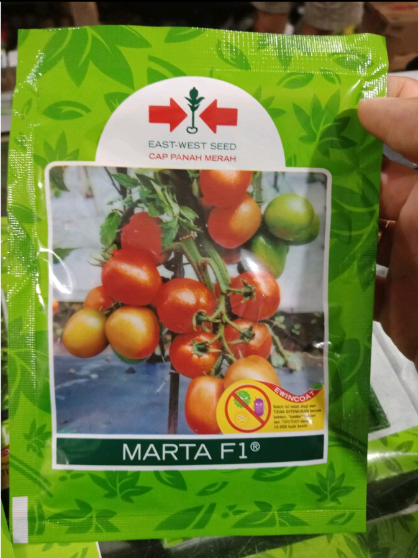 EAST-WEST SEED
CAP PANAH MERAH
EWINCOAT
MARTA F1®